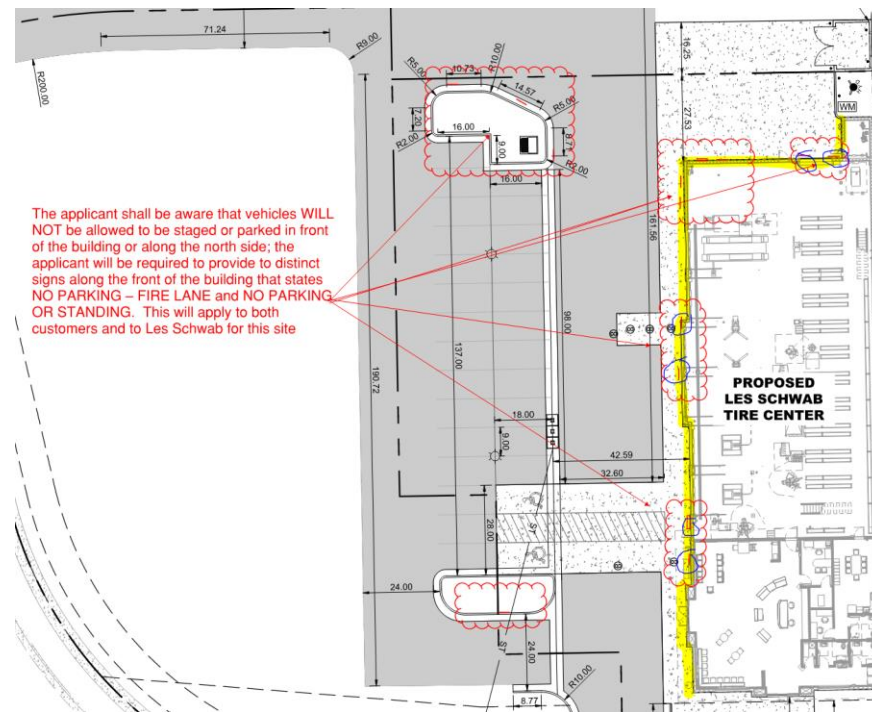 71.24
R9.00
R200.00
R5.00
10.73
R10.00
14.57
R5.00
7.20
16.00
9.00
8.77
R2.00
R2.00
16.00
16.25
27.53
WM
The applicant shall be aware that vehicles WILL
NOT be allowed to be staged or parked in front
of the building or along the north side; the
applicant will be required to provide to distinct
signs along the front of the building that states
NO PARKING – FIRE LANE and NO PARKING
OR STANDING. This will apply to both
customers and to Les Schwab for this site
161.56
98.00
137.00
190.72
PROPOSED
LES SCHWAB
TIRE CENTER
18.00
9.00
42.59
32.60
28.00
ST
24.00
24.00
ST
R10.00
8.77